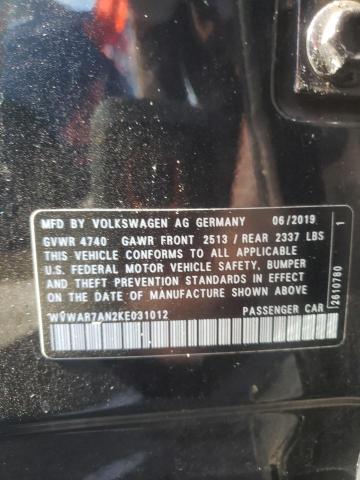 MFD BY VOLKSWAGEN AG GERMANY 06/2019
GVWR 4740 GAWR FRONT 2513 / REAR 2337 LBS
THIS VEHICLE CONFORMS TO ALL APPLICABLE
U.S. FEDERAL MOTOR VEHICLE SAFETY, BUMPER
AND THEFT PREVENTION STANDARDS IN EFFECT
ON THE DATE OF MANUFACTURE SHOWN ABOVE.
*WVWAR7AN2KE031012* PASSENGER CAR
2610780 1